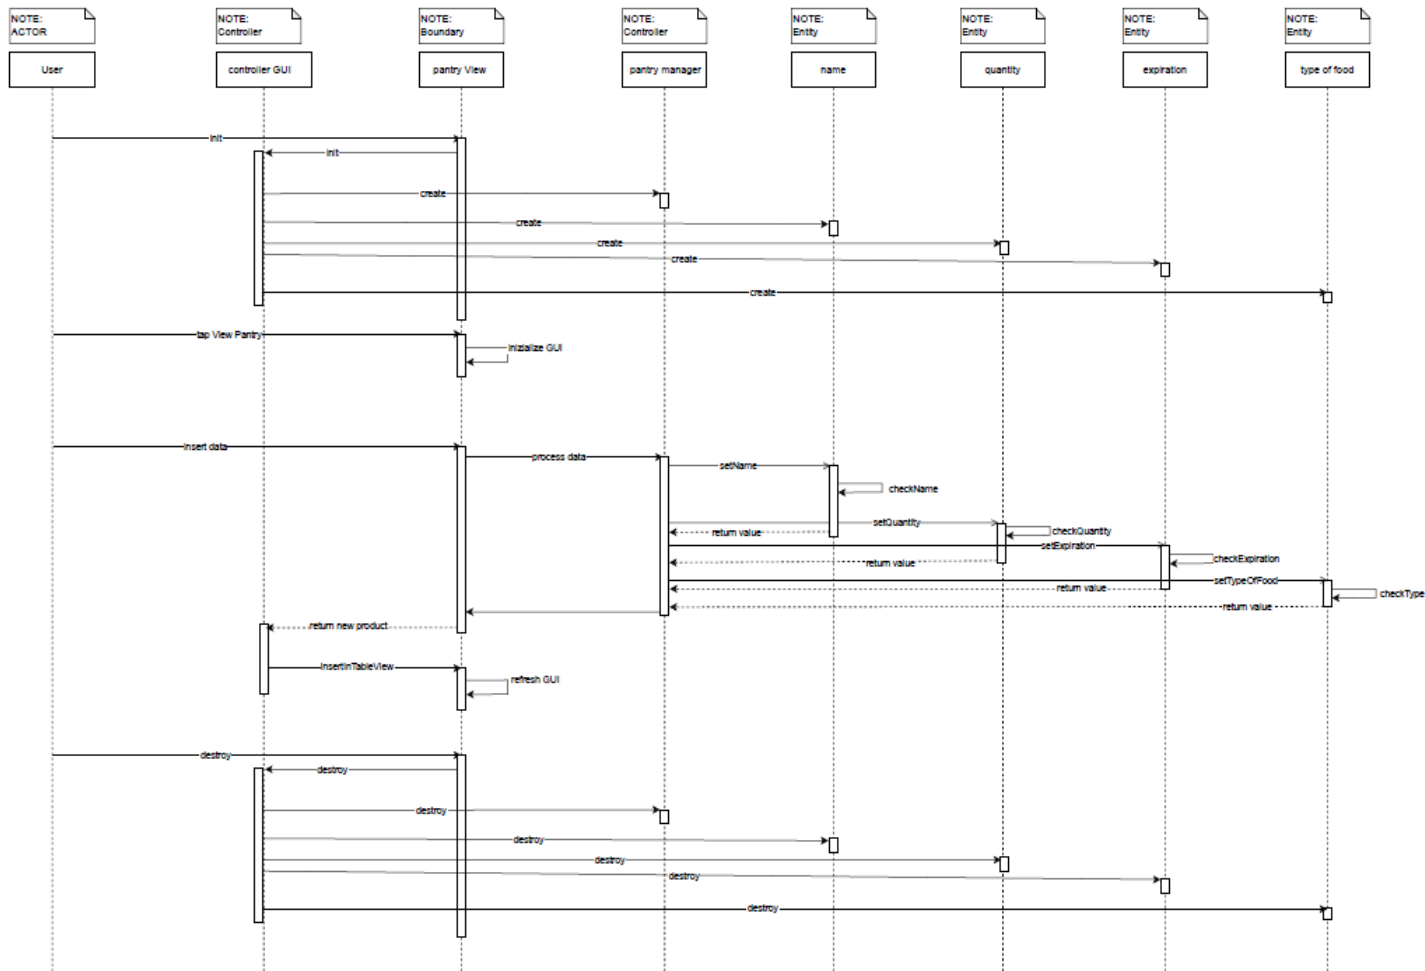 NOTE:
ACTOR
NOTE:
Controller
NOTE:
Boundary
NOTE:
Controller
NOTE:
Entity
NOTE:
Entity
NOTE:
Entity
NOTE:
Entity
User
controller GUI
pantry View
pantry manager
name
quantity
expiration
type of food
init
init
create
create
create
create
create
tap View Pantry
inizialize GUI
insert data
process data
setName
checkName
setQuantity
return value
checkQuantity
setExpiration
checkExpiration
return value
setTypeOfFood
return value
checkType
return value
return new product
insertInTableView
refresh GUI
destroy
destroy
destroy
destroy
destroy
destroy
destroy